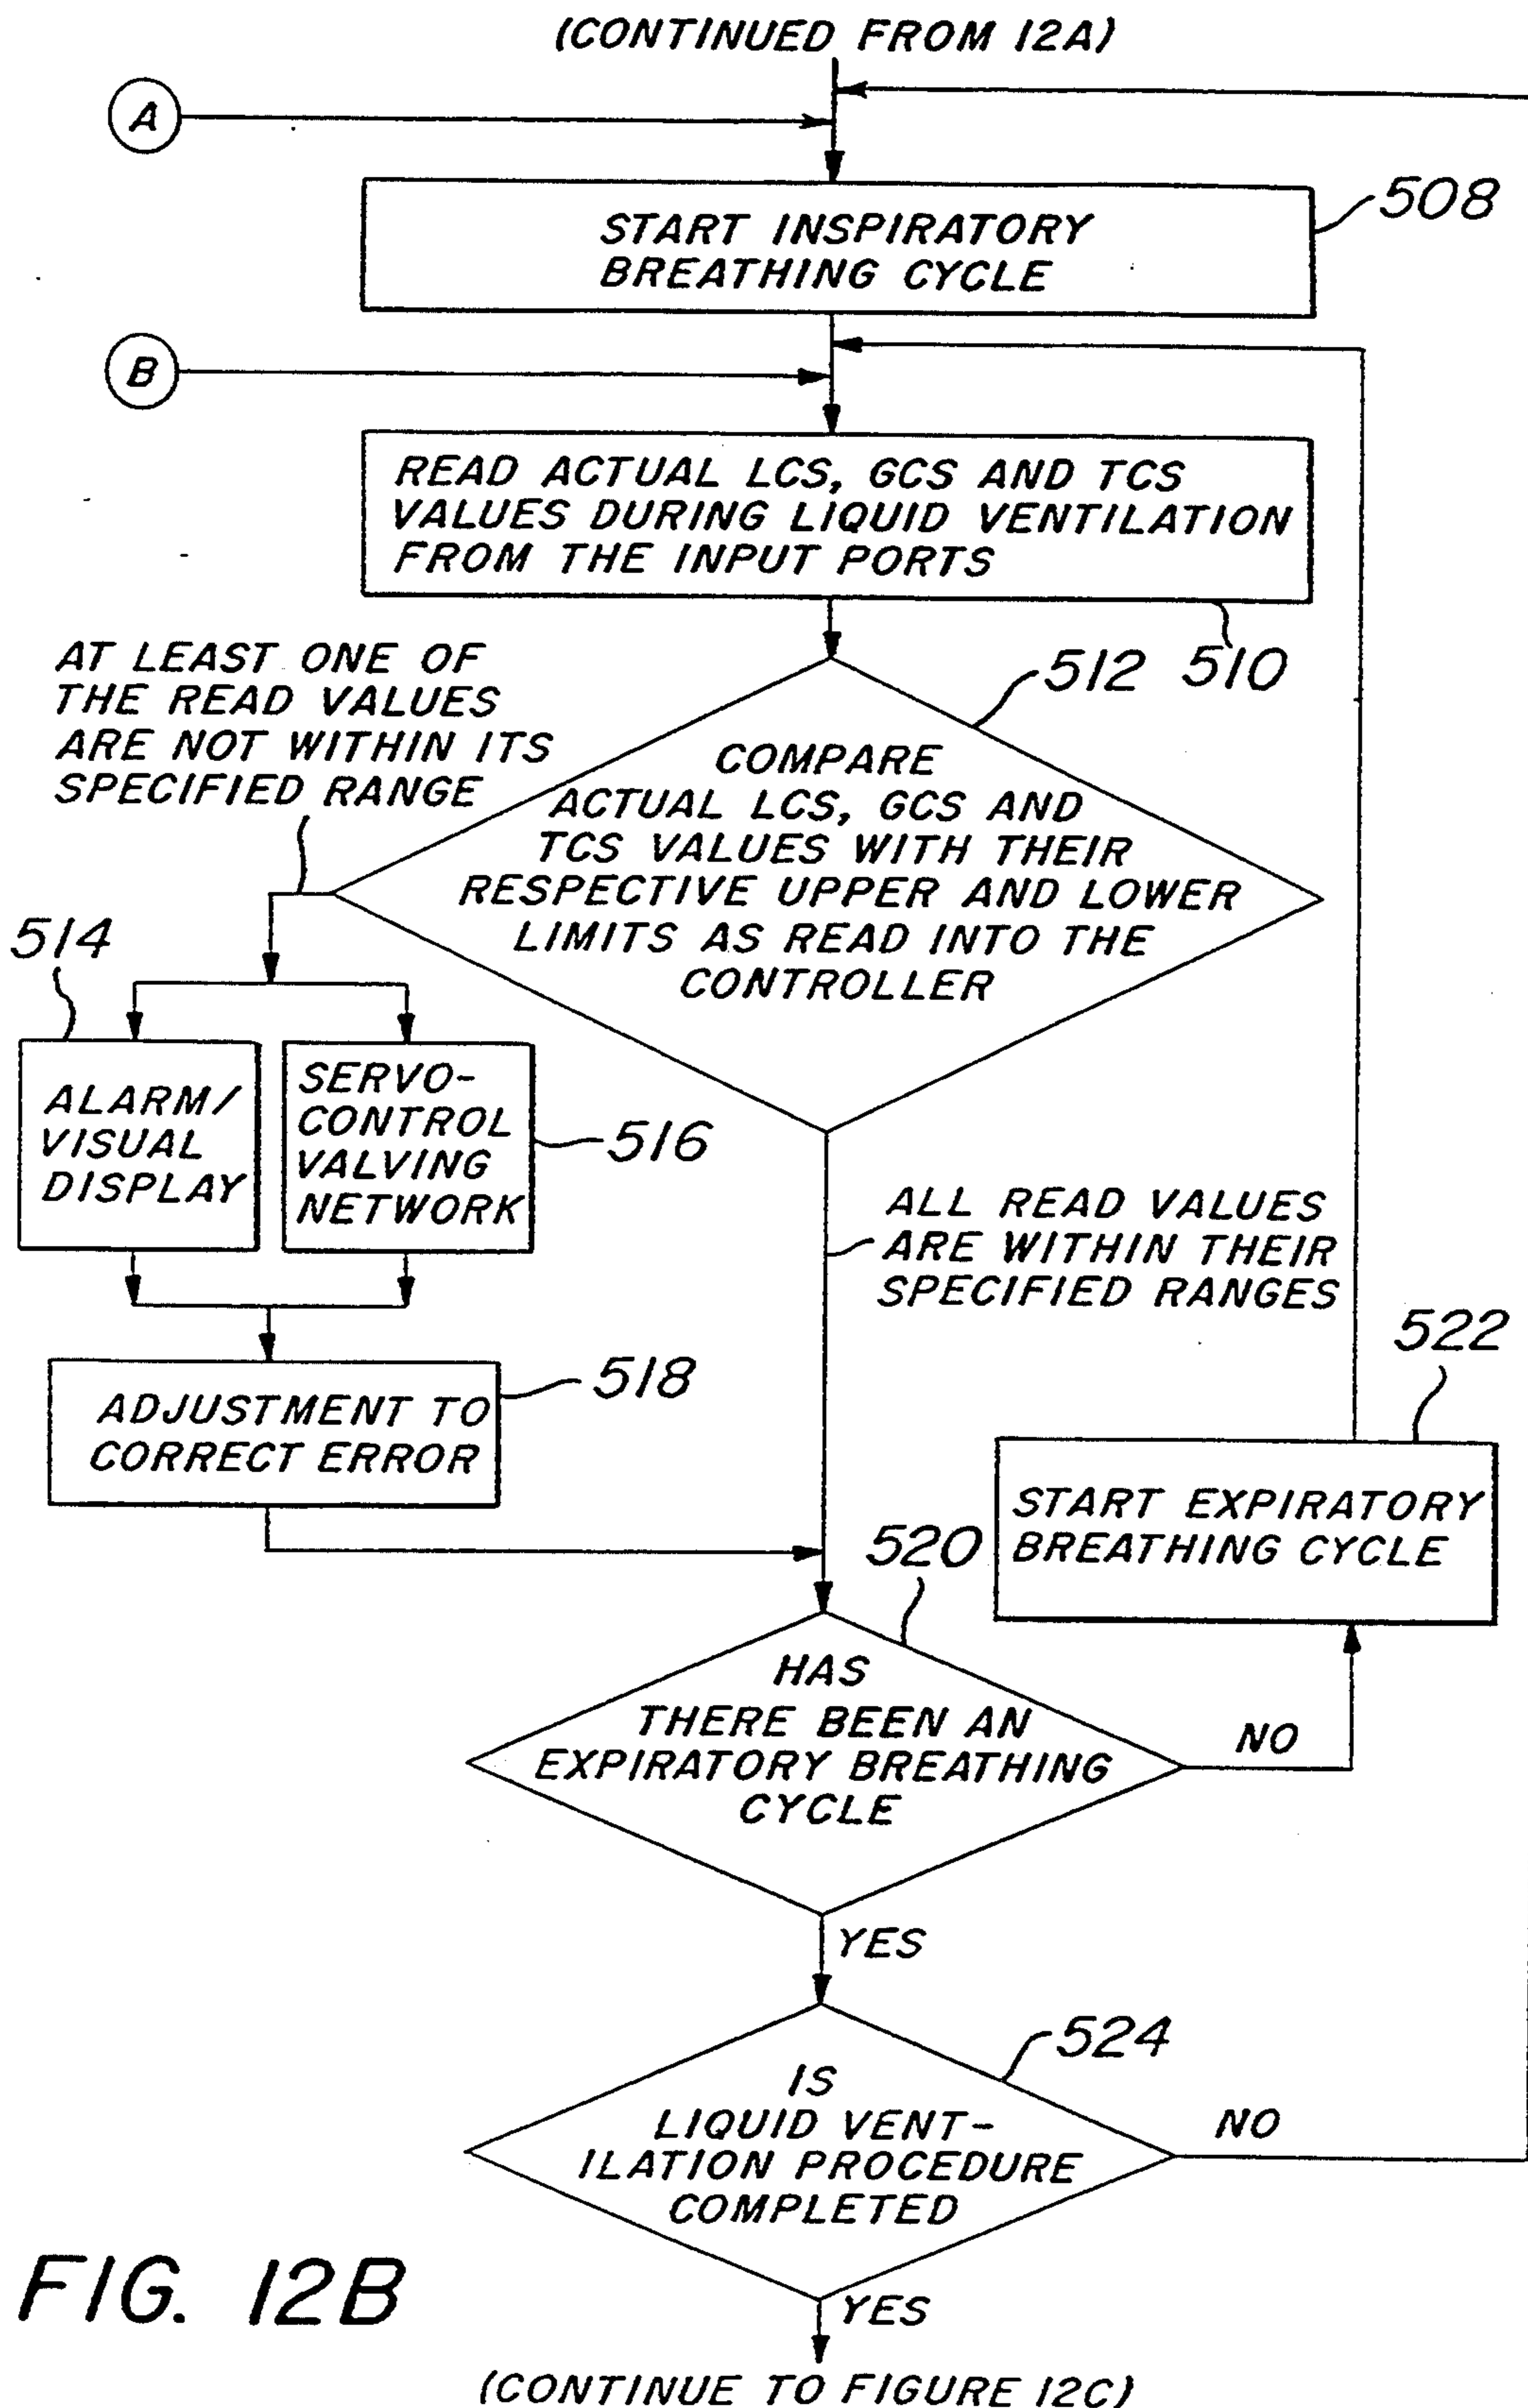 (CONTINUED FROM 12A)
A
508
START INSPIRATORY
BREATHING CYCLE
B
READ ACTUAL LCS, GCS AND TCS
VALUES DURING LIQUID VENTILATION
FROM THE INPUT PORTS
510
512
AT LEAST ONE OF
THE READ VALUES
ARE NOT WITHIN ITS
SPECIFIED RANGE
COMPARE
ACTUAL LCS, GCS AND
TCS VALUES WITH THEIR
RESPECTIVE UPPER AND LOWER
LIMITS AS READ INTO THE
CONTROLLER
514
ALARM/
VISUAL
DISPLAY
SERVO-
CONTROL
VALVING
NETWORK
516
ALL READ VALUES
ARE WITHIN THEIR
SPECIFIED RANGES
518
ADJUSTMENT TO
CORRECT ERROR
522
START EXPIRATORY
BREATHING CYCLE
520
HAS
THERE BEEN AN
EXPIRATORY BREATHING
CYCLE
NO
YES
524
IS
LIQUID VENT-
ILATION PROCEDURE
COMPLETED
NO
YES
FIG. 12B
(CONTINUE TO FIGURE 12C)